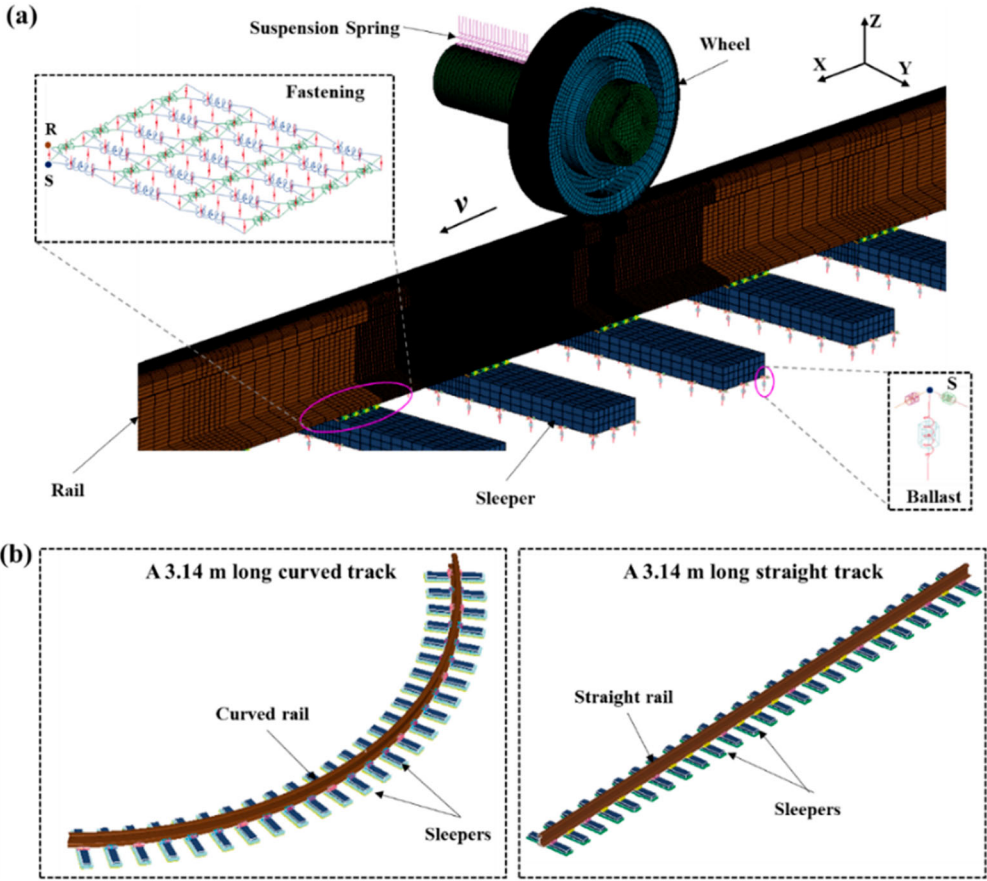 (a)
Suspension Spring
Wheel
Z
X
Y
Fastening
R
S
v
S
Ballast
Rail
Sleeper
(b)
A 3.14 m long curved track
Curved rail
Sleepers
A 3.14 m long straight track
Straight rail
Sleepers